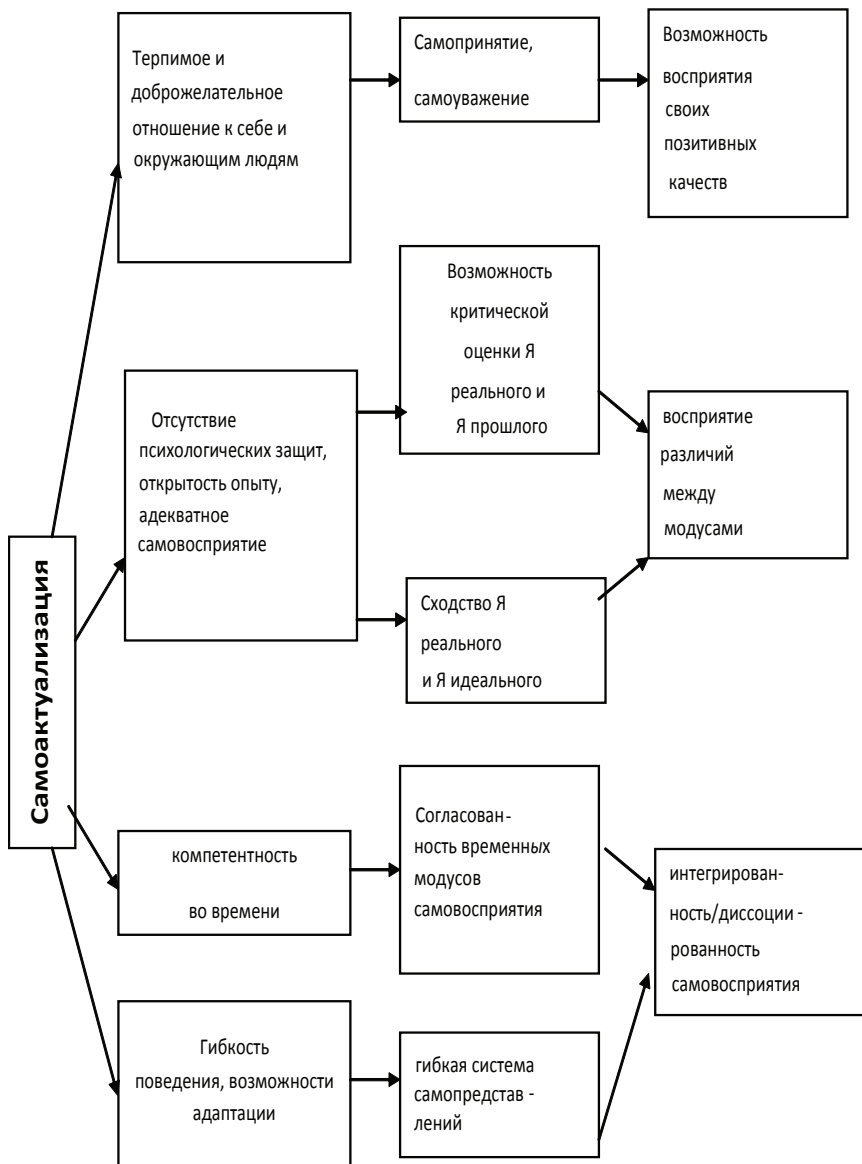 Терпимое и
доброжелательное
отношение к себе и
окружающим людям
Самопринятие,
самоуважение
Возможность
восприятия
своих
позитивных
качеств
Отсутствие
психологических защит,
открытость опыту,
адекватное
самовосприятие
Возможность
критической
оценки Я
реального и
Я прошлого
Сходство Я
реального
и Я идеального
восприятие
различий
между
модусами
Самоактуализация
компетентность
во времени
Согласован-
ность временных
модусов
самовосприятия
Гибкость
поведения, возможности
адаптации
гибкая система
самопредстав -
лений
интегрирован-
ность/диссоции -
рованность
самовосприятия